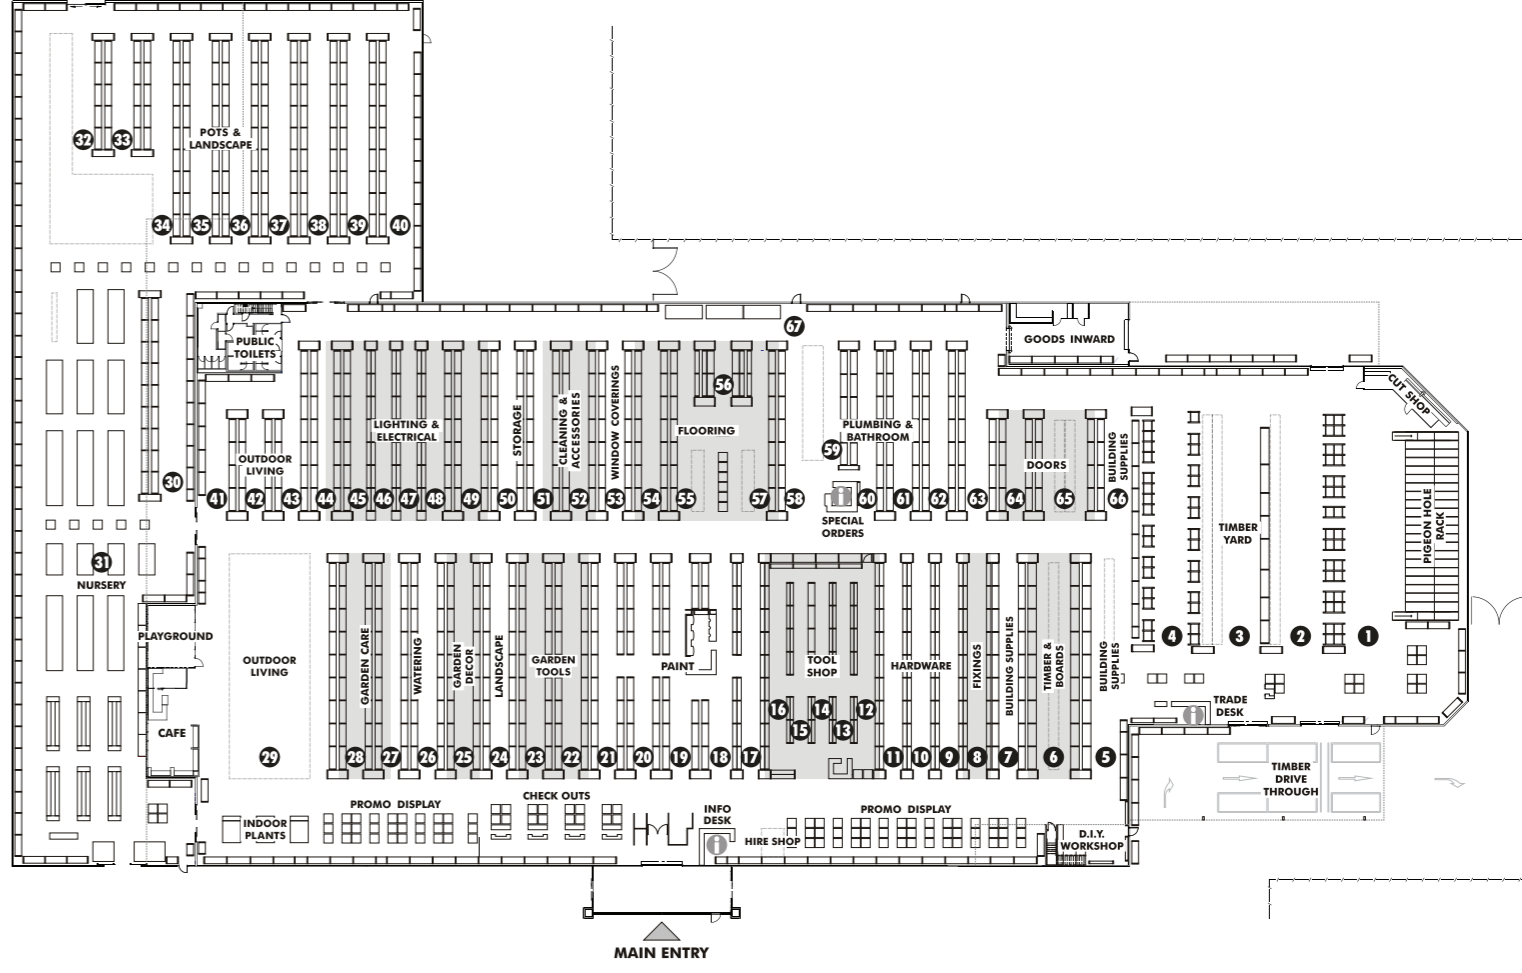 32
33
POTS &
LANDSCAPE
34
35
36
37
38
39
40
67
PUBLIC
TOILETS
GOODS INWARD
CUT SHOP
56
LIGHTING &
ELECTRICAL
STORAGE
CLEANING &
ACCESSORIES
WINDOW COVERINGS
FLOORING
PLUMBING &
BATHROOM
59
OUTDOOR
LIVING
DOORS
BUILDING
SUPPLIES
30
41
42
43
44
45
46
47
48
49
50
51
52
53
54
55
57
58
60
61
62
63
64
65
66
SPECIAL
ORDERS
TIMBER
YARD
PIGEON HOLE
RACK
31
NURSERY
PLAYGROUND
4
3
2
1
OUTDOOR
LIVING
GARDEN CARE
WATERING
GARDEN
DECOR
LANDSCAPE
GARDEN
TOOLS
PAINT
TOOL
SHOP
HARDWARE
FIXINGS
BUILDING SUPPLIES
TIMBER &
BOARDS
BUILDING
SUPPLIES
TRADE
DESK
i
i
16
15
14
13
12
CAFE
29
28
27
26
25
24
23
22
21
20
19
18
17
11
10
9
8
7
6
5
TIMBER
DRIVE
THROUGH
INDOOR
PLANTS
PROMO DISPLAY
CHECK OUTS
INFO
DESK
i
HIRE SHOP
PROMO DISPLAY
D.I.Y.
WORKSHOP
MAIN ENTRY